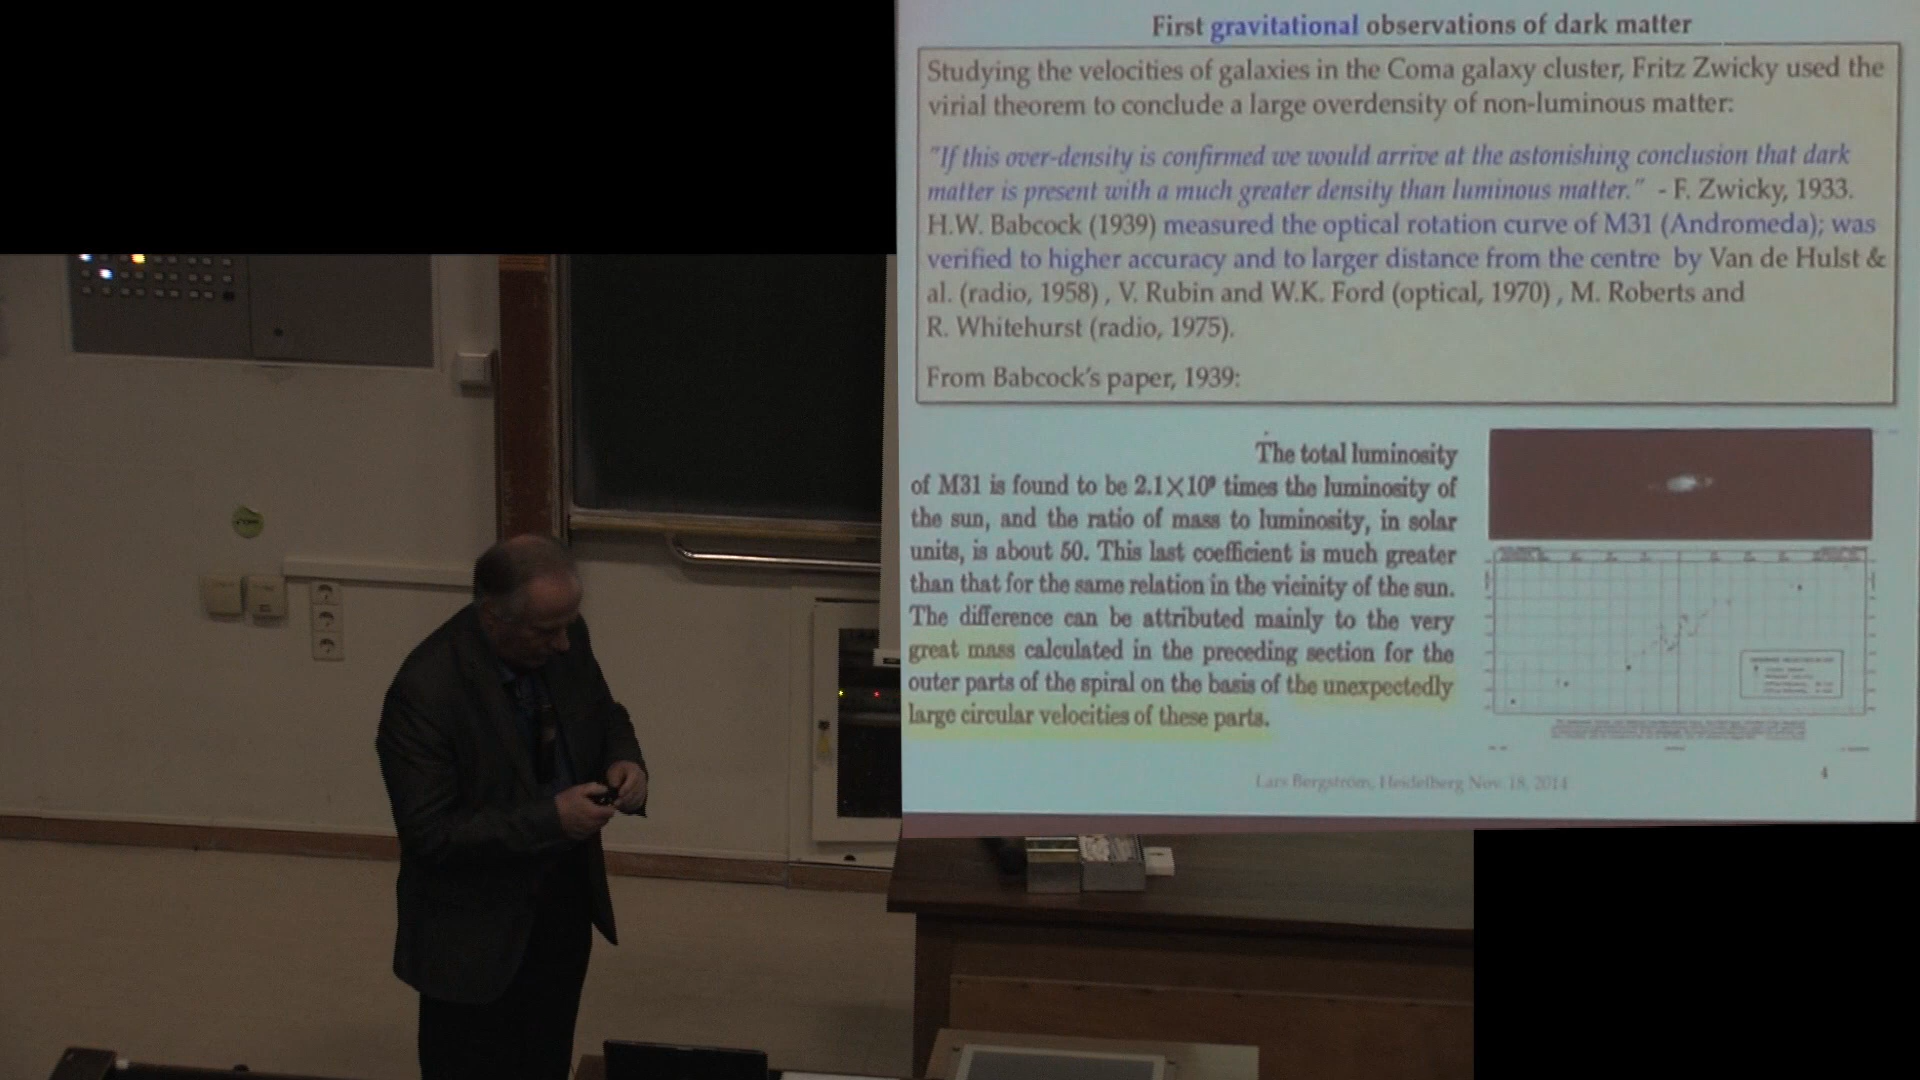 First gravitational observations of dark matter
Studying the velocities of galaxies in the Coma galaxy cluster, Fritz Zwicky used the
virial theorem to conclude a large overdensity of non-luminous matter:
"If this over-density is confirmed we would arrive at the astonishing conclusion that dark
matter is present with a much greater density than luminous matter." - F. Zwicky, 1933.
H.W. Babcock (1939) measured the optical rotation curve of M31 (Andromeda); was
verified to higher accuracy and to larger distance from the centre by Van de Hulst &
al. (radio, 1958) , V. Rubin and W.K. Ford (optical, 1970) , M. Roberts and
R. Whitehurst (radio, 1975).
From Babcock's paper, 1939:
The total luminosity
of M31 is found to be 2.1×10⁹ times the luminosity of
the sun, and the ratio of mass to luminosity, in solar
units, is about 50. This last coefficient is much greater
than that for the same relation in the vicinity of the sun.
The difference can be attributed mainly to the very
great mass calculated in the preceding section for the
outer parts of the spiral on the basis of the unexpectedly
large circular velocities of these parts.
Lars Bergström, Heidelberg Nov. 18, 2014
4